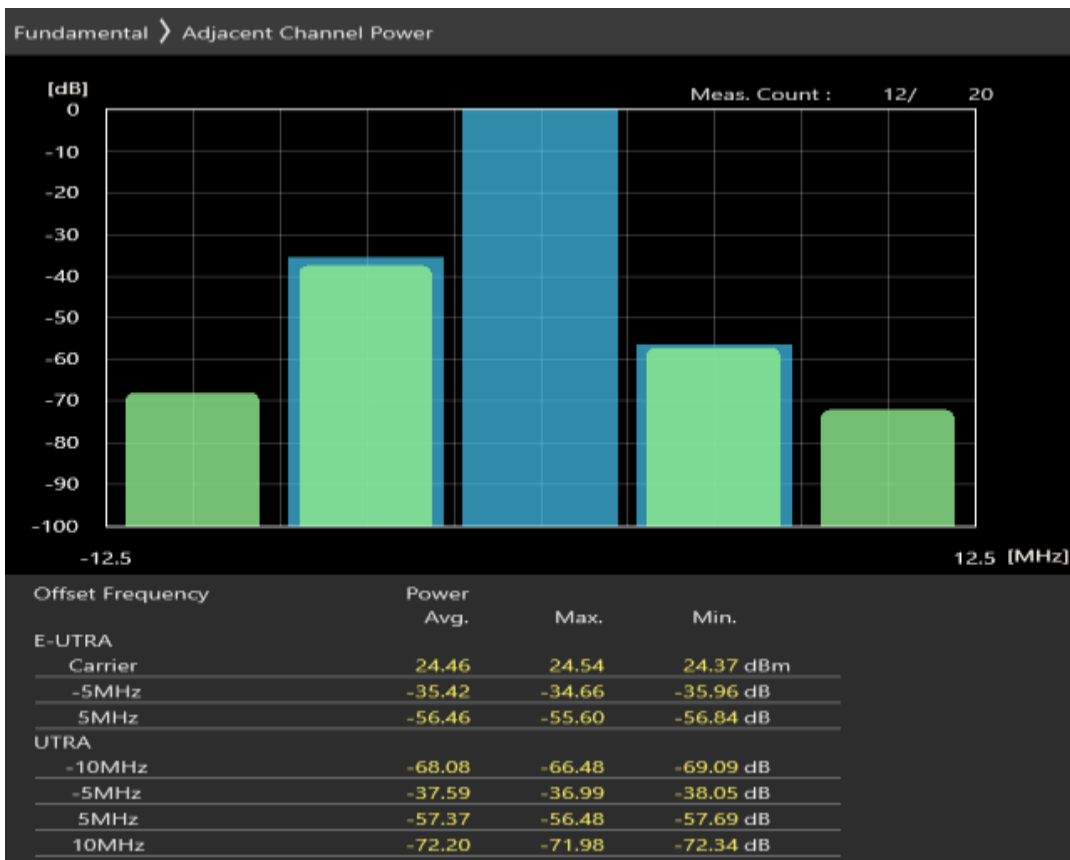 Fundamental 〉 Adjacent Channel Power
[dB]
Meas. Count : 12/ 20
0
-10
-20
-30
-40
-50
-60
-70
-80
-90
-100
-12.5 12.5 [MHz]
Offset Frequency Power
Avg. Max. Min.
E-UTRA
Carrier 24.46 24.54 24.37 dBm
-5MHz -35.42 -34.66 -35.96 dB
5MHz -56.46 -55.60 -56.84 dB
UTRA
-10MHz -68.08 -66.48 -69.09 dB
-5MHz -37.59 -36.99 -38.05 dB
5MHz -57.37 -56.48 -57.69 dB
10MHz -72.20 -71.98 -72.34 dB